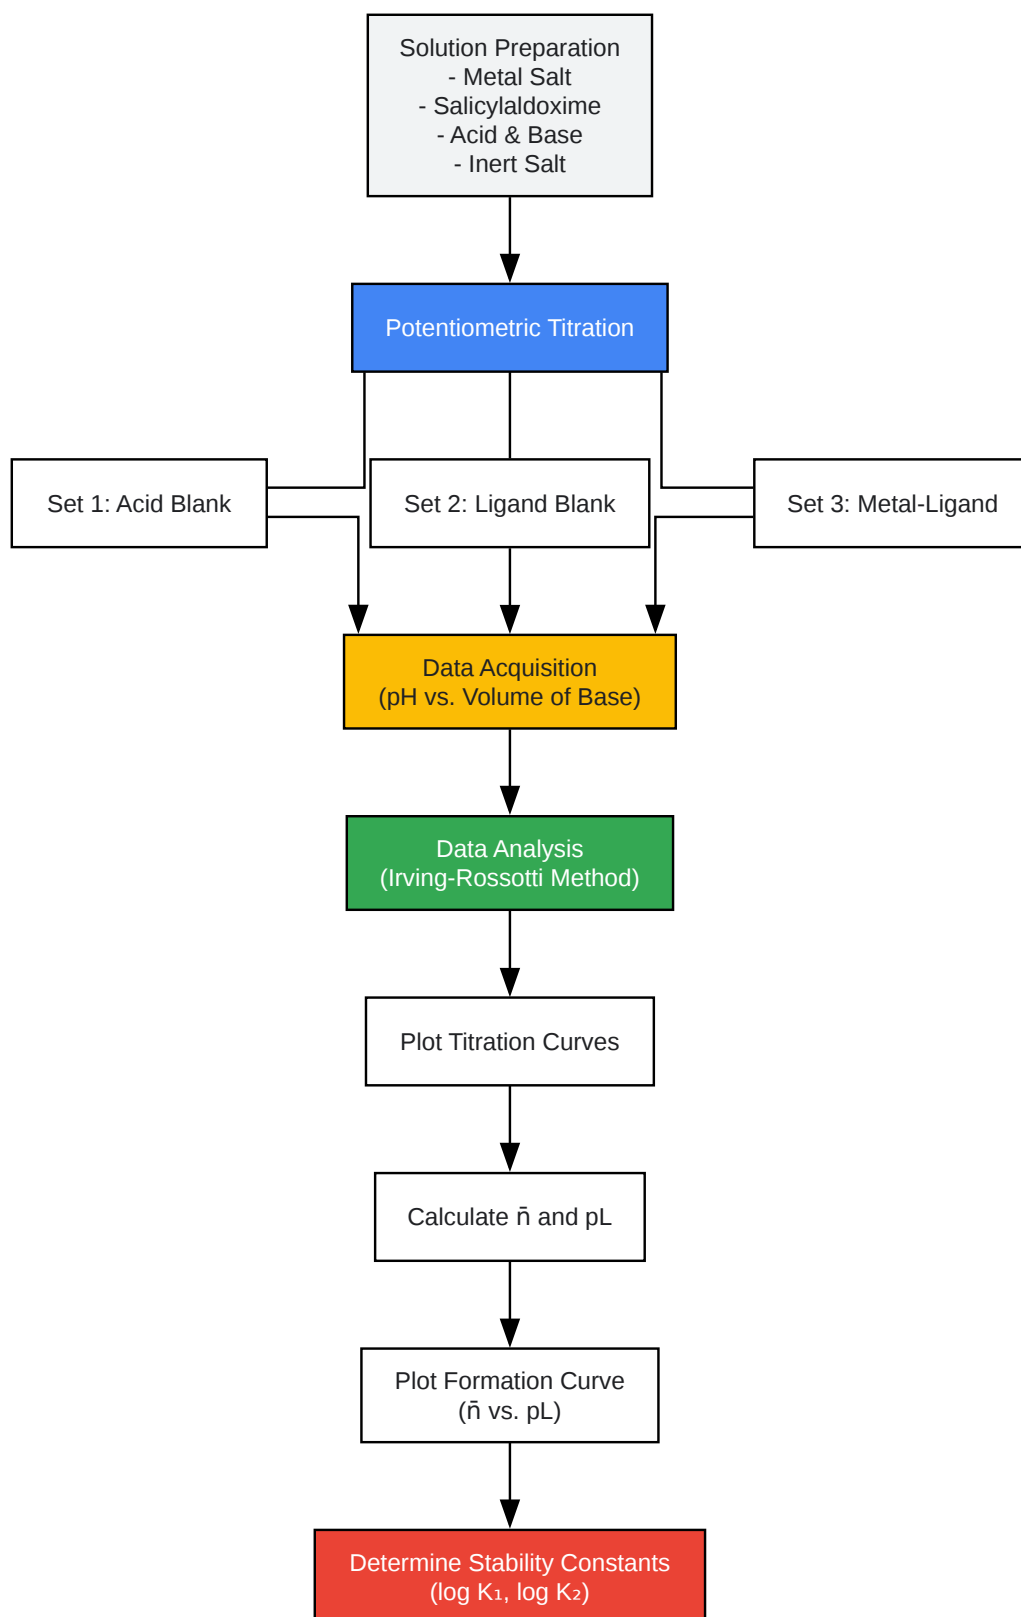 Solution Preparation
- Metal Salt
- Salicylaldoxime
- Acid & Base
- Inert Salt
Potentiometric Titration
Set 1: Acid Blank
Set 2: Ligand Blank
Set 3: Metal-Ligand
Data Acquisition
(pH vs. Volume of Base)
Data Analysis
(Irving-Rossotti Method)
Plot Titration Curves
Calculate n̄ and pL
Plot Formation Curve
(n̄ vs. pL)
Determine Stability Constants
(log K₁, log K₂)